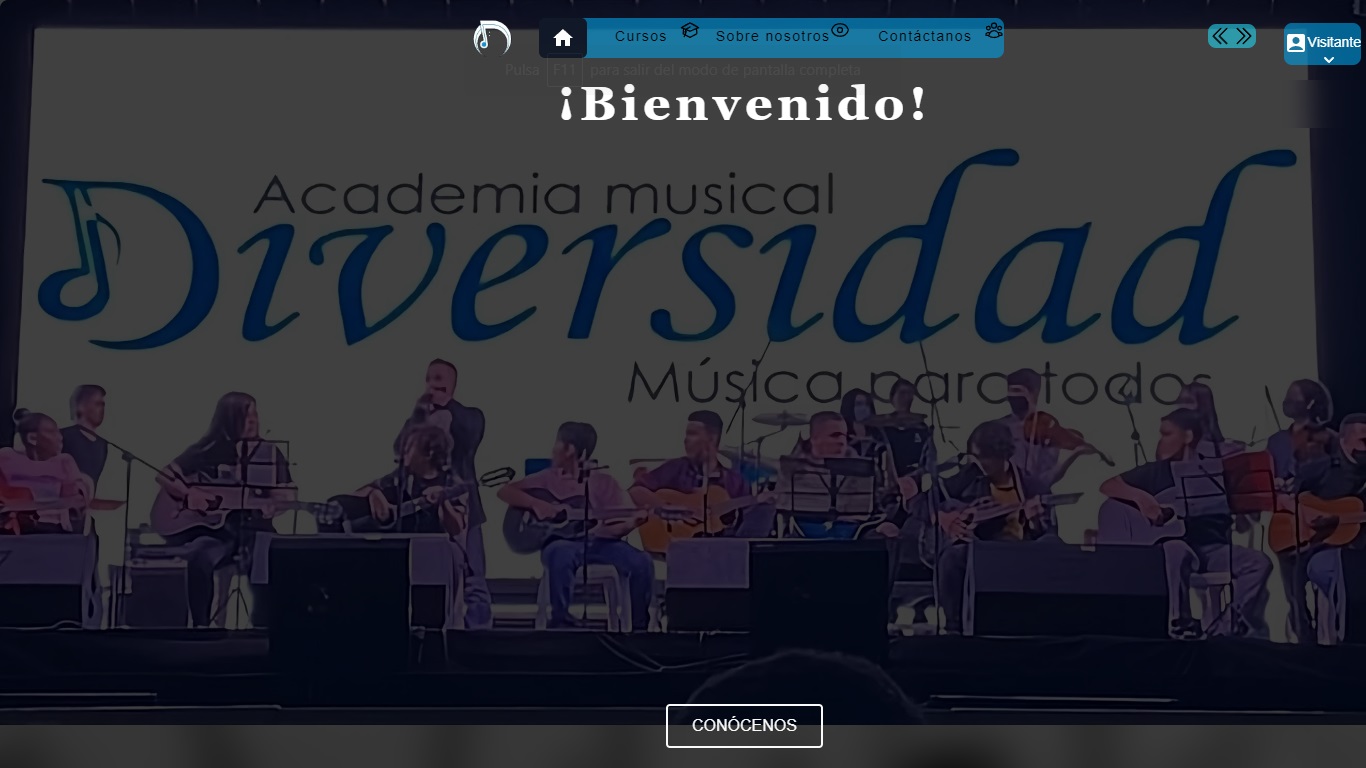 Cursos
Sobre nosotros
Contáctanos
Visitante
Pulsa F11 para salir del modo de pantalla completa
¡Bienvenido!
Academia musical
Diversidad
Música para todos
CONÓCENOS